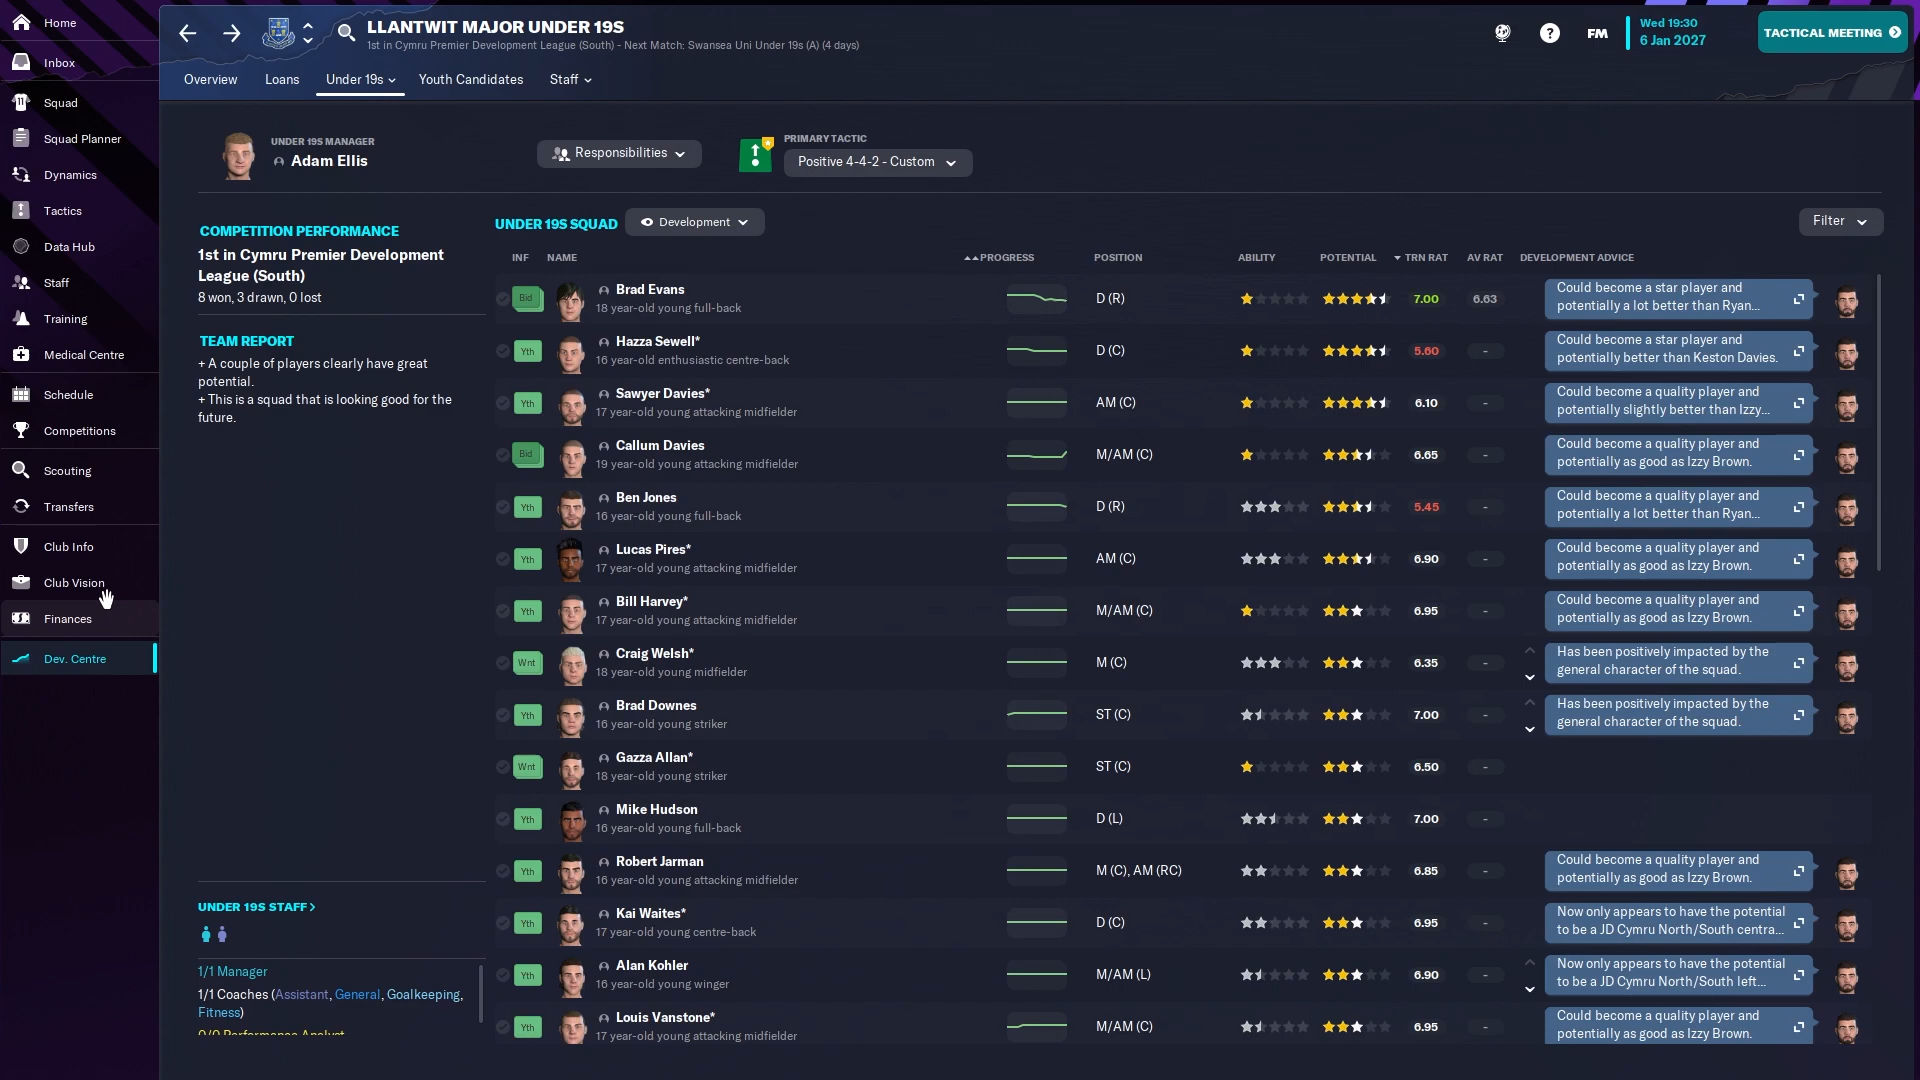 Home
Inbox
Squad
Squad Planner
Dynamics
Tactics
Data Hub
Staff
Training
Medical Centre
Schedule
Competitions
Scouting
Transfers
Club Info
Club Vision
Finances
Dev. Centre
LLANTWIT MAJOR UNDER 19S
1st in Cymru Premier Development League (South) - Next Match: Swansea Uni Under 19s (A) (4 days)
FM
Wed 19:30
6 Jan 2027
TACTICAL MEETING
Overview Loans Under 19s Youth Candidates Staff
UNDER 19S MANAGER
Adam Ellis
Responsibilities
PRIMARY TACTIC
Positive 4-4-2 - Custom
COMPETITION PERFORMANCE
1st in Cymru Premier Development
League (South)
8 won, 3 drawn, 0 lost
TEAM REPORT
+ A couple of players clearly have great
potential.
+ This is a squad that is looking good for the
future.
UNDER 19S STAFF
1/1 Manager
1/1 Coaches (Assistant, General, Goalkeeping,
Fitness)
0/0 Performance Analyst
UNDER 19S SQUAD Development Filter
INF NAME PROGRESS POSITION ABILITY POTENTIAL TRN RAT AV RAT DEVELOPMENT ADVICE
Bid Brad Evans D (R) 7.00 6.63 Could become a star player and
18 year-old full-back potentially a lot better than Ryan...
Yth Hazza Sewell* D (C) 5.60 - Could become a star player and
16 year-old enthusiastic centre-back potentially better than Keston Davies.
Yth Sawyer Davies* AM (C) 6.10 - Could become a quality player and
17 year-old young attacking midfielder potentially slightly better than Izzy...
Bid Callum Davies M/AM (C) 6.65 - Could become a quality player and
19 year-old young attacking midfielder potentially as good as Izzy Brown.
Yth Ben Jones D (R) 5.45 - Could become a quality player and
16 year-old young full-back potentially a lot better than Ryan...
Yth Lucas Pires* AM (C) 6.90 - Could become a quality player and
17 year-old young attacking midfielder potentially as good as Izzy Brown.
Yth Bill Harvey* M/AM (C) 6.95 - Could become a quality player and
17 year-old young attacking midfielder potentially as good as Izzy Brown.
Wnt Craig Welsh* M (C) 6.35 - Has been positively impacted by the
18 year-old young midfielder general character of the squad.
Yth Brad Downes ST (C) 7.00 - Has been positively impacted by the
16 year-old young striker general character of the squad.
Wnt Gazza Allan* ST (C) 6.50 -
18 year-old young striker
Yth Mike Hudson D (L) 7.00 -
16 year-old young full-back
Yth Robert Jarman M (C), AM (RC) 6.85 - Could become a quality player and
16 year-old young attacking midfielder potentially as good as Izzy Brown.
Yth Kai Waites* D (C) 6.95 - Now only appears to have the potential
17 year-old young centre-back to be a JD Cymru North/South centra...
Yth Alan Kohler M/AM (L) 6.90 - Now only appears to have the potential
16 year-old young winger to be a JD Cymru North/South left...
Yth Louis Vanstone* M/AM (C) 6.95 - Could become a quality player and
17 year-old young attacking midfielder potentially as good as Izzy Brown.